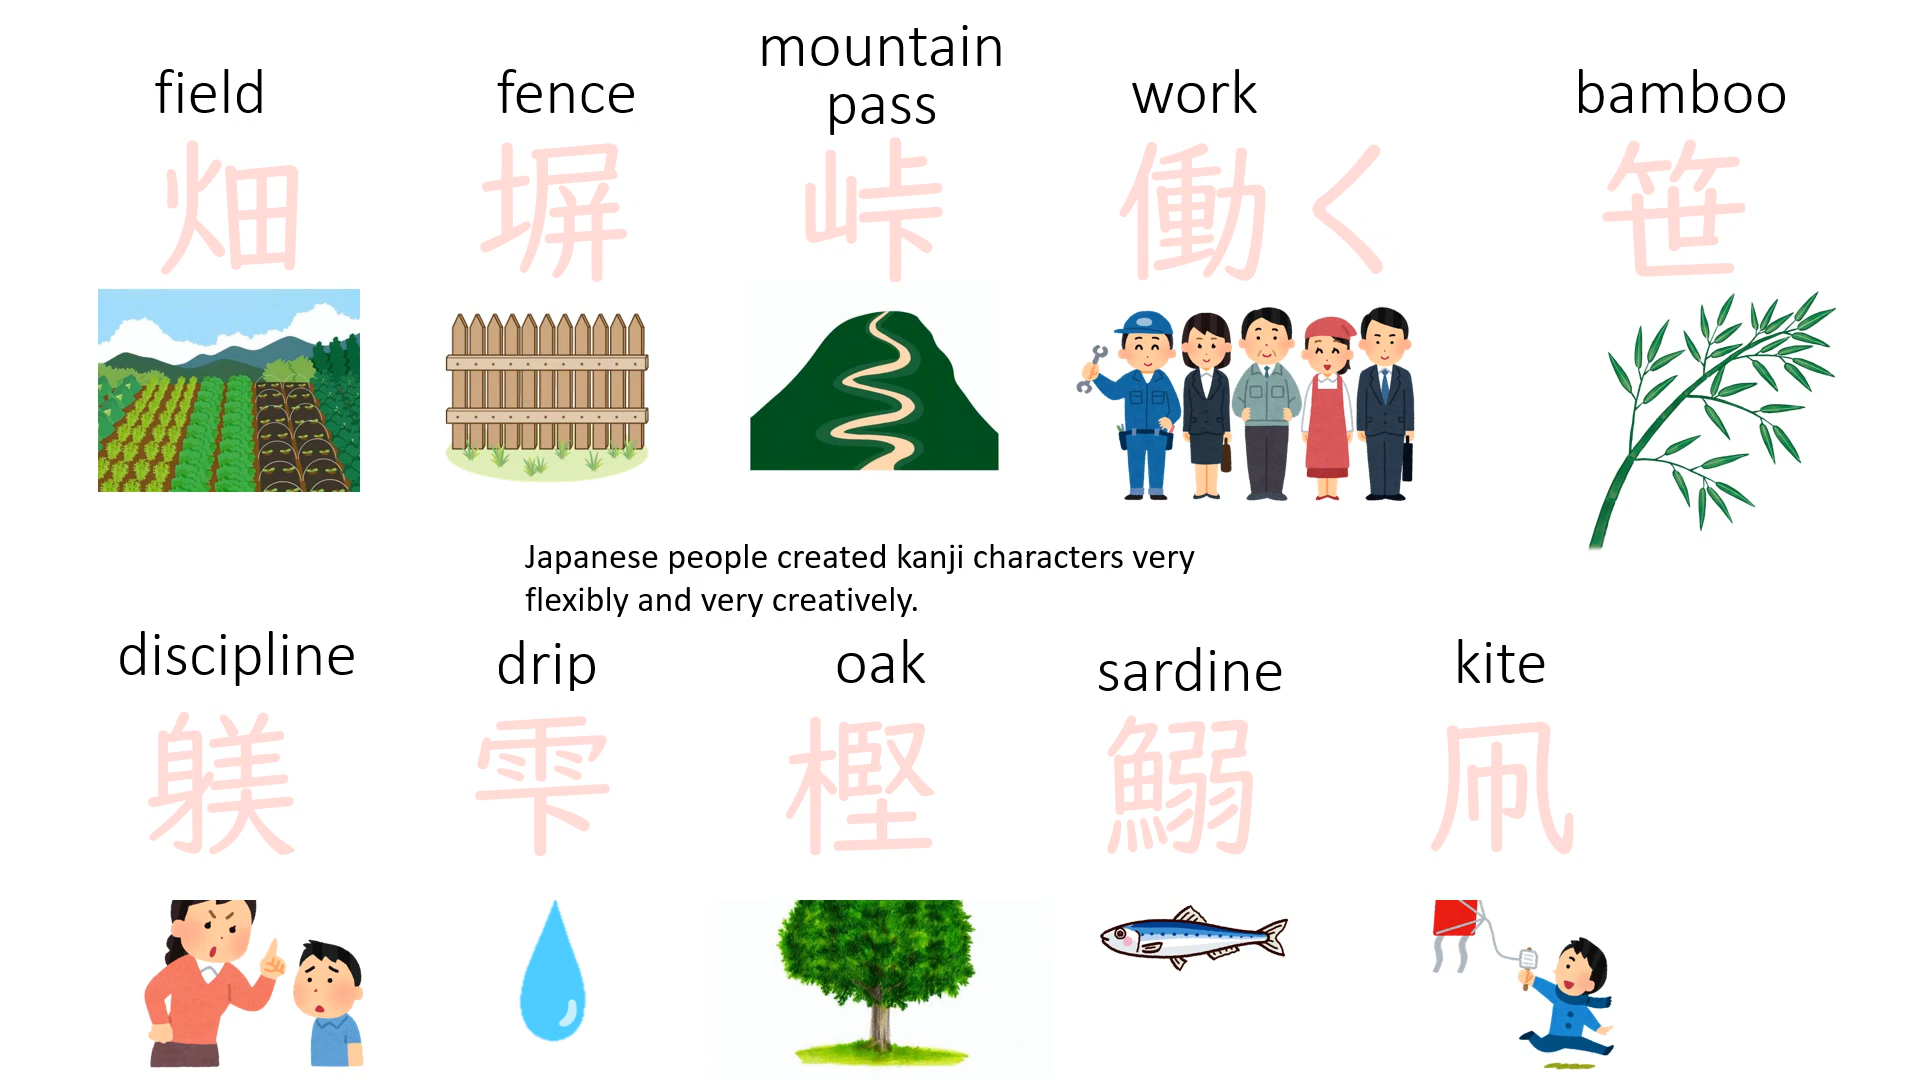 field
fence
mountain
pass
work
bamboo
畑
塀
峠
働く
笹
Japanese people created kanji characters very
flexibly and very creatively.
discipline
drip
oak
sardine
kite
躾
雫
樫
鰯
凧